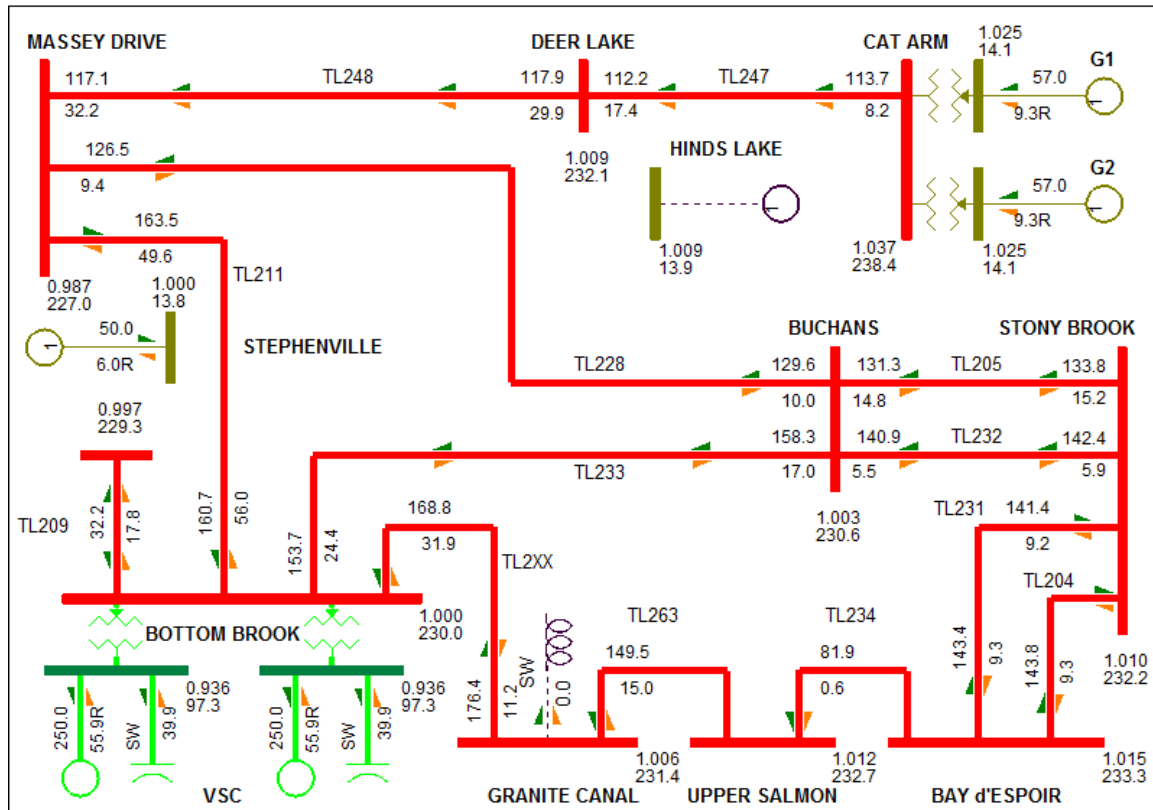 MASSEY DRIVE
DEER LAKE
CAT ARM
1.025
14.1
G1
117.1
TL248
117.9
112.2
TL247
113.7
57.0
32.2
29.9
17.4
8.2
9.3R
1
126.5
1.009
232.1
HINDS LAKE
G2
9.4
57.0
1
1
163.5
9.3R
49.6
1.009
13.9
1.037
238.4
1.025
14.1
TL211
0.987
227.0
1.000
13.8
50.0
1
6.0R
STEPHENVILLE
BUCHANS
STONY BROOK
TL228
129.6
131.3
TL205
133.8
10.0
14.8
15.2
0.997
229.3
158.3
140.9
TL232
142.4
TL233
17.0
5.5
5.9
TL209
32.2
17.8
160.7
56.0
153.7
24.4
168.8
31.9
TL2XX
1.003
230.6
TL231
141.4
9.2
TL204
1.000
230.0
BOTTOM BROOK
TL263
TL234
143.4
9.3
143.8
9.3
1.010
232.2
0.936
97.3
0.936
97.3
176.4
11.2
SW
0.0
149.5
15.0
81.9
0.6
250.0
55.9R
SW
39.9
250.0
55.9R
SW
39.9
1.006
231.4
1.012
232.7
1.015
233.3
VSC
GRANITE CANAL
UPPER SALMON
BAY d'ESPOIR